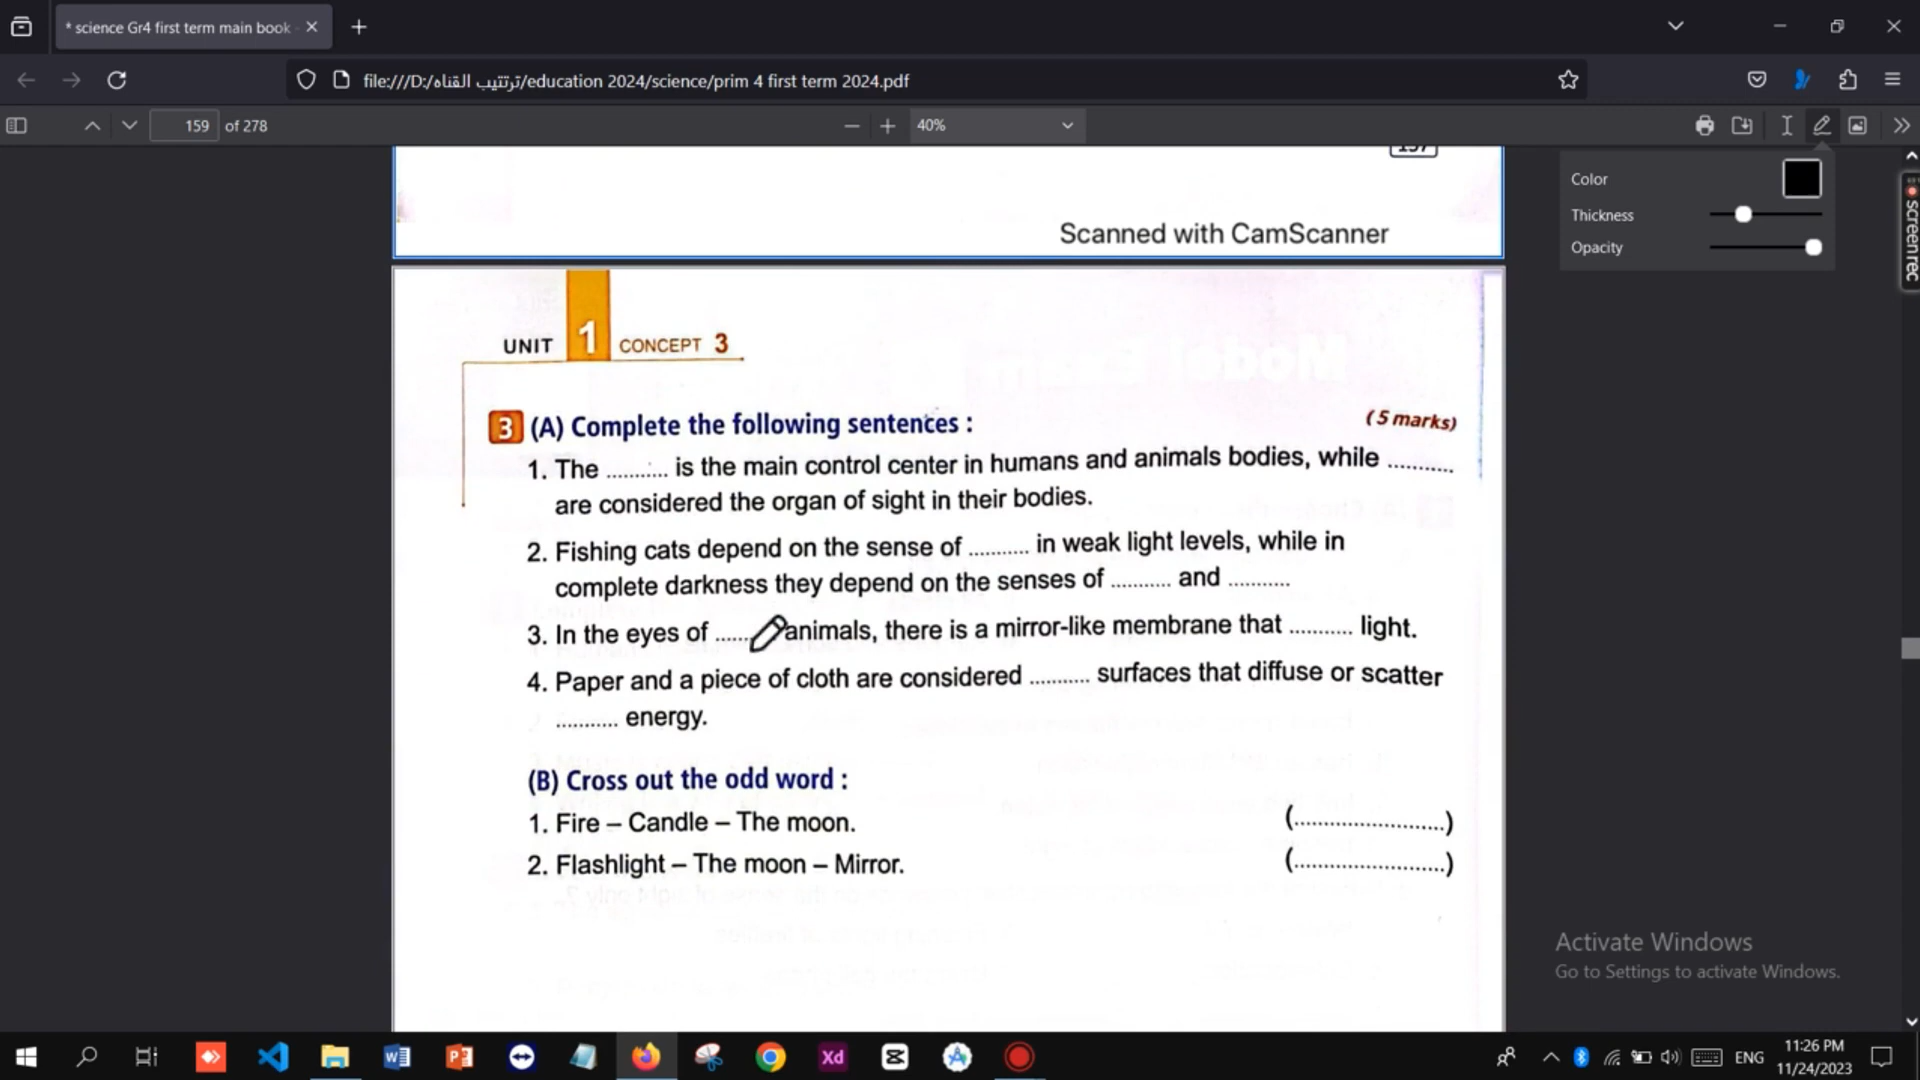 * science Gr4 first term main book -
file:///D:/ترتتيب القناه/education 2024/science/prim 4 first term 2024.pdf
159 of 278
40%
Color
Thickness
Opacity
screenrec
157
Scanned with CamScanner
UNIT 1 CONCEPT 3
3 (A) Complete the following sentences :
(5 marks)
1. The .......... is the main control center in humans and animals bodies, while ..........
are considered the organ of sight in their bodies.
2. Fishing cats depend on the sense of .......... in weak light levels, while in
complete darkness they depend on the senses of .......... and ..........
3. In the eyes of ...... animals, there is a mirror-like membrane that .......... light.
4. Paper and a piece of cloth are considered .......... surfaces that diffuse or scatter
.......... energy.
(B) Cross out the odd word :
1. Fire – Candle – The moon. (........................)
2. Flashlight – The moon – Mirror. (........................)
Activate Windows
Go to Settings to activate Windows.
Xd
ENG
11:26 PM
11/24/2023